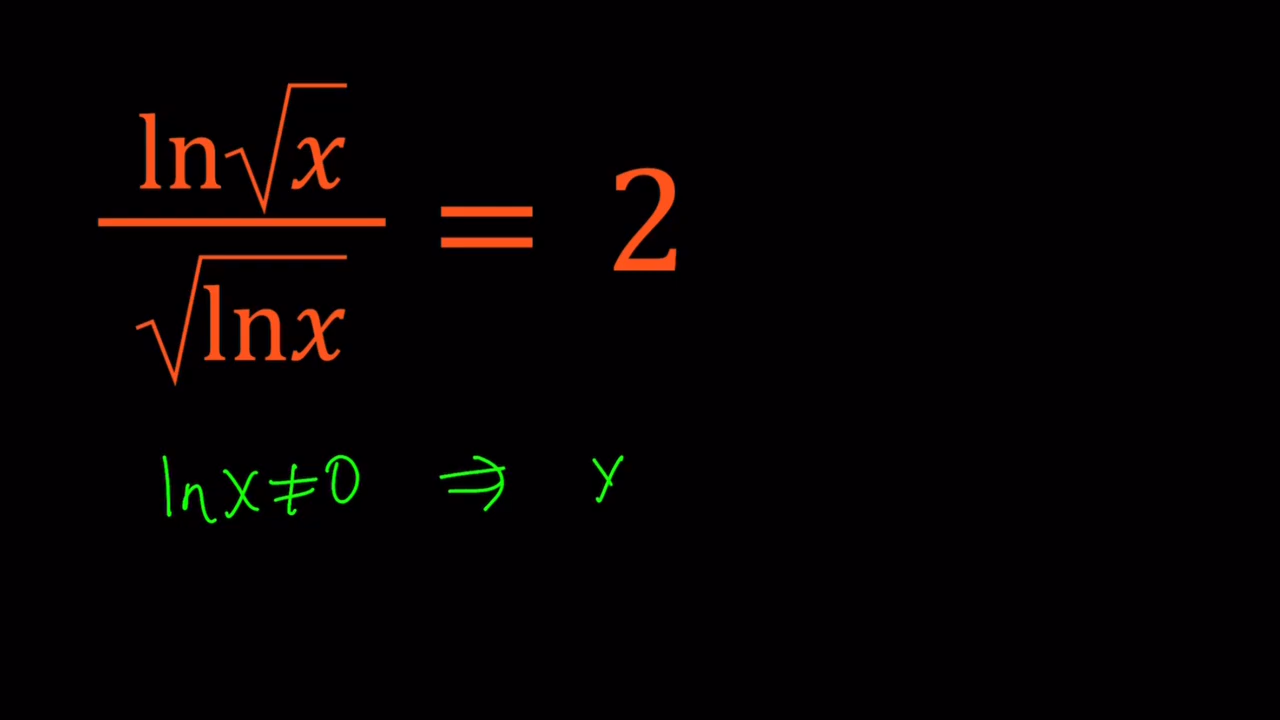 ln√x
√lnx
= 2
lnx≠0 ⇒ x